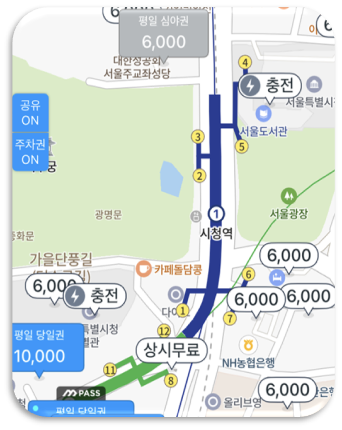 평일 심야권
6,000
대한성공회
서울주교좌성당
4
충전
공유
ON
서울특별시
서울도서관
주차권
ON
3
5
궁
2
서울광장
광명문
1
시청역
가을단풍길
카페돌담콩
6,000
6
6,000
충전
6,000
6,000
1
7
평일 당일권
10,000
12
상시무료
NH농협은행
11
8
PASS
6,000
올리브영
평일 당일권